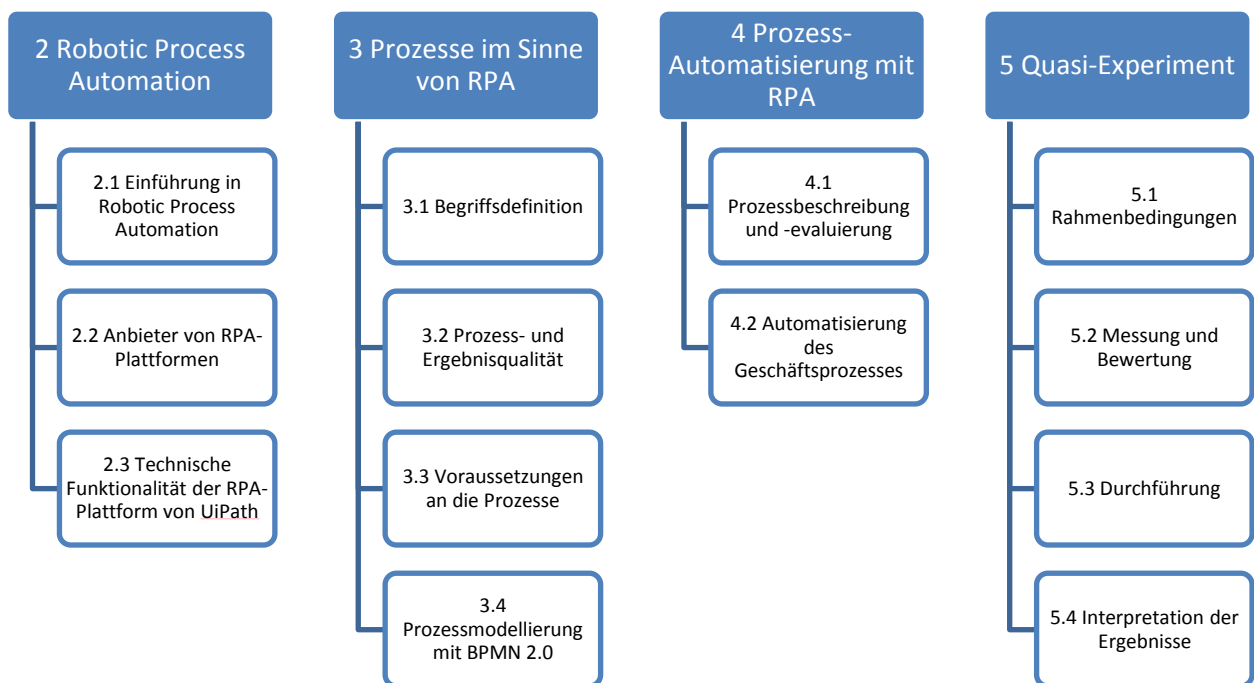 2 Robotic Process
Automation
2.1 Einführung in
Robotic Process
Automation
2.2 Anbieter von RPA-
Plattformen
2.3 Technische
Funktionalität der RPA-
Plattform von UiPath
3 Prozesse im Sinne
von RPA
3.1 Begriffsdefinition
3.2 Prozess- und
Ergebnisqualität
3.3 Voraussetzungen
an die Prozesse
3.4
Prozessmodellierung
mit BPMN 2.0
4 Prozess-
Automatisierung mit
RPA
4.1
Prozessbeschreibung
und -evaluierung
4.2 Automatisierung
des
Geschäftsprozesses
5 Quasi-Experiment
5.1
Rahmenbedingungen
5.2 Messung und
Bewertung
5.3 Durchführung
5.4 Interpretation der
Ergebnisse